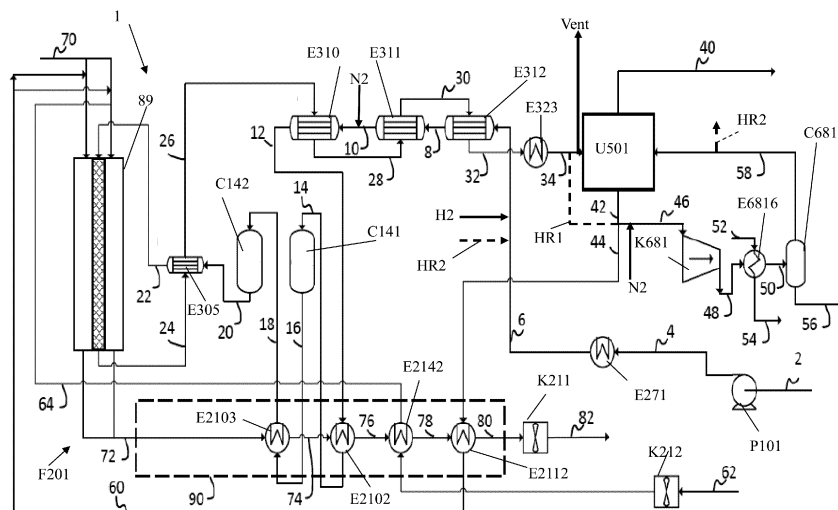 1
E310
E311
E312
Vent
40
70
N2
30
E323
89
HR2
C681
12
26
U501
10
8
32
34
58
28
C142
14
42
46
52
E6816
C141
H2
HR1
44
K681
HR2
N2
50
22
E305
20
18
16
48
54
56
24
6
4
2
64
E271
E2142
P101
E2103
76
78
80
K211
82
72
F201
90
74
E2102
E2112
K212
62
60